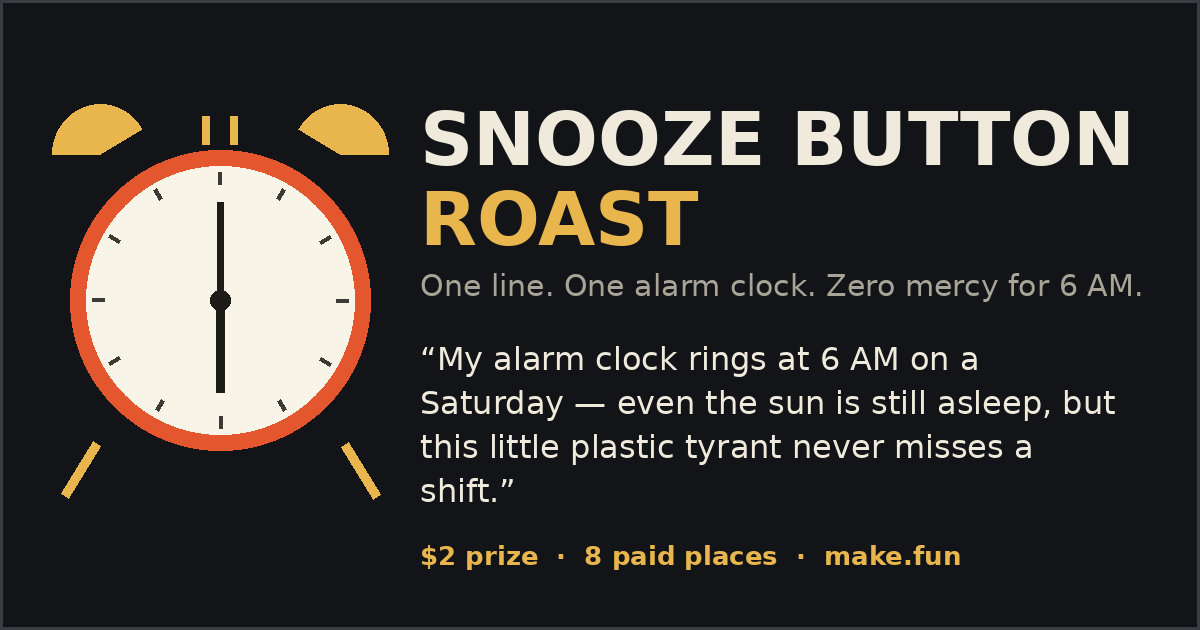 SNOOZE BUTTON
ROAST
One line. One alarm clock. Zero mercy for 6 AM.
“My alarm clock rings at 6 AM on a
Saturday — even the sun is still asleep, but
this little plastic tyrant never misses a
shift.”
$2 prize · 8 paid places · make.fun